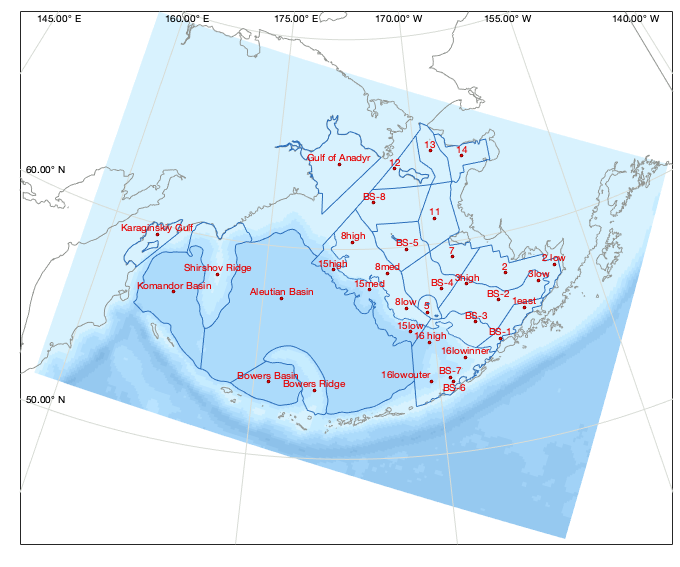 145.00° E 160.00° E 175.00° E 170.00° W 155.00° W 140.00° W
13
14
Gulf of Anadyr
12
60.00° N
BS-8
11
Karaginskiy Gulf
8high
BS-5
7
2 low
15high
8med
2
Shirshov Ridge
3low
3high
Komandor Basin
15med
BS-4
Aleutian Basin
BS-2
8low
5
1east
BS-3
15low
16 high
BS-1
16lowinner
BS-7
Bowers Basin
16lowouter
Bowers Ridge
BS-6
50.00° N